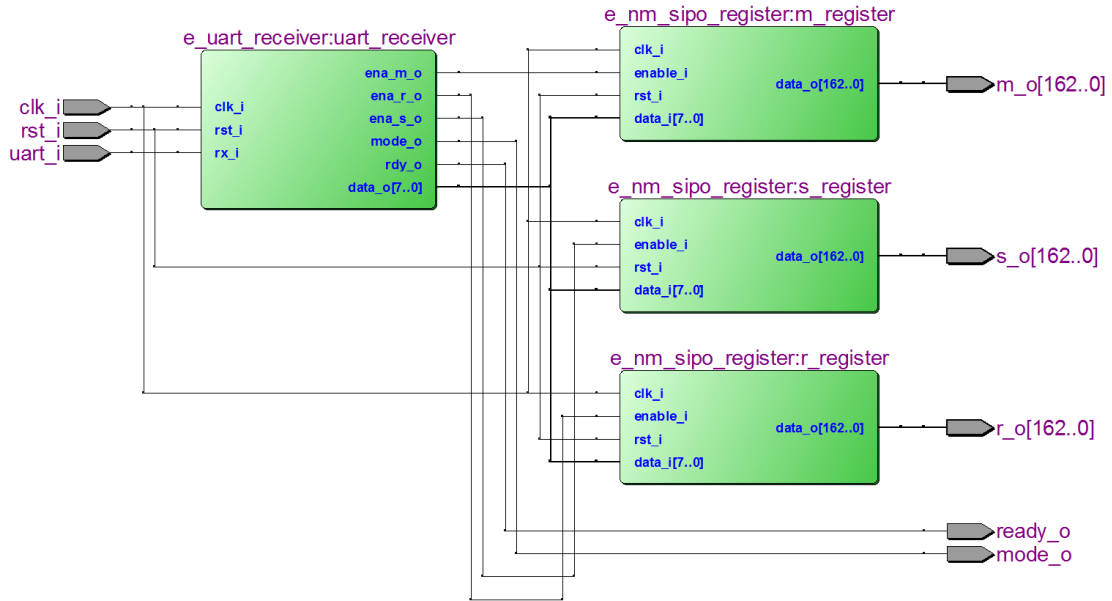 clk_i
rst_i
uart_i
e_uart_receiver:uart_receiver
clk_i
rst_i
rx_i
ena_m_o
ena_r_o
ena_s_o
mode_o
rdy_o
data_o[7..0]
e_nm_sipo_register:m_register
clk_i
enable_i
rst_i
data_i[7..0]
data_o[162..0]
m_o[162..0]
e_nm_sipo_register:s_register
clk_i
enable_i
rst_i
data_i[7..0]
data_o[162..0]
s_o[162..0]
e_nm_sipo_register:r_register
clk_i
enable_i
rst_i
data_i[7..0]
data_o[162..0]
r_o[162..0]
ready_o
mode_o